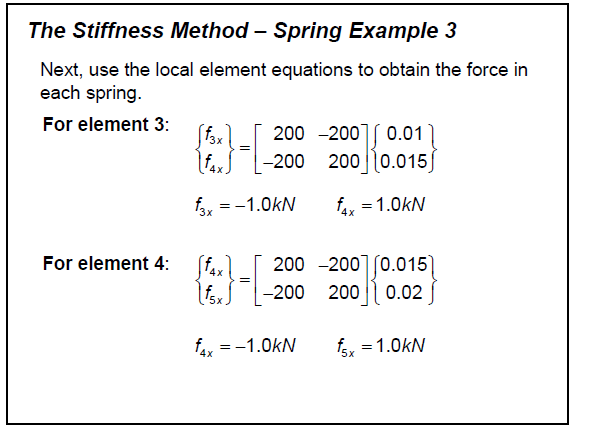 The Stiffness Method – Spring Example 3
Next, use the local element equations to obtain the force in
each spring.
For element 3: {f3x f4x} = [200 –200 –200 200] {0.01 0.015}
f3x = –1.0kN f4x = 1.0kN
For element 4: {f4x f5x} = [200 –200 –200 200] {0.015 0.02}
f4x = –1.0kN f5x = 1.0kN